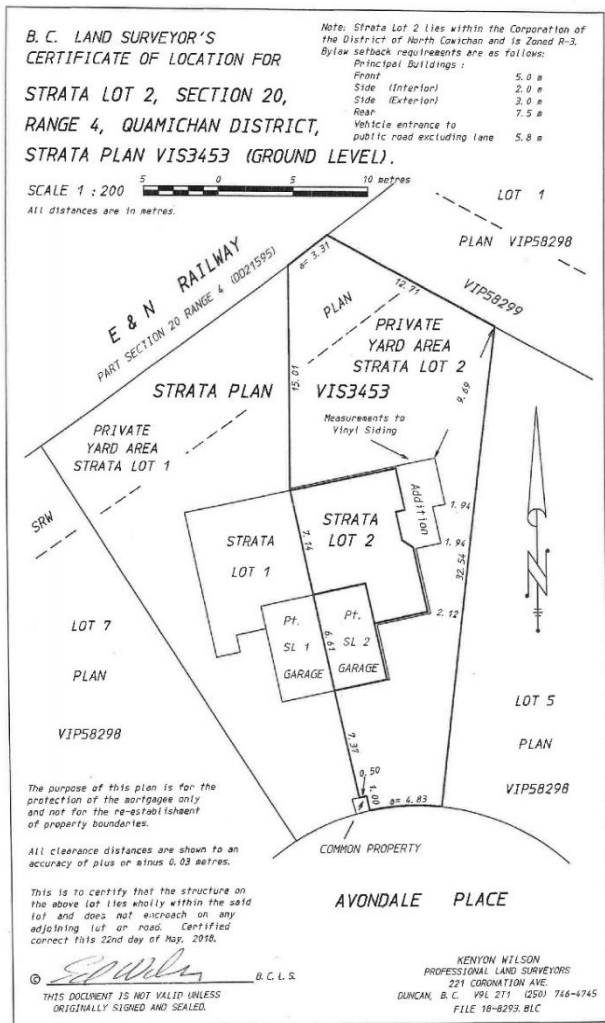 B. C. LAND SURVEYOR'S
CERTIFICATE OF LOCATION FOR
STRATA LOT 2, SECTION 20,
RANGE 4, QUAMICHAN DISTRICT,
STRATA PLAN VIS3453 (GROUND LEVEL).
Note: Strata Lot 2 lies within the Corporation of
the District of North Cowichan and is Zoned R-3.
Bylaw setback requirements are as follows:
Principal Buildings :
Front 5.0 m
Side (Interior) 2.0 m
Side (Exterior) 3.0 m
Rear 7.5 m
Vehicle entrance to
public road excluding lane 5.8 m
SCALE 1 : 200
5 0 5 10 metres
All distances are in metres.
LOT 1
PLAN VIP58298
VIP58299
E & N RAILWAY
PART SECTION 20 RANGE 4 (DD21595)
a= 3.31
12.71
PLAN
PRIVATE
YARD AREA
STRATA LOT 2
15.01
STRATA PLAN VIS3453
9.69
Measurements to
Vinyl Siding
PRIVATE
YARD AREA
STRATA LOT 1
SRW
Addition
1.94
STRATA
LOT 2
7.14
STRATA
LOT 1
1.94
32.54
2.12
Pt.
SL 1
GARAGE
6.61
Pt.
SL 2
GARAGE
LOT 7
PLAN
VIP58298
LOT 5
PLAN
VIP58298
7.37
0.50
1.00
a= 4.83
COMMON PROPERTY
AVONDALE PLACE
The purpose of this plan is for the
protection of the mortgagee only
and not for the re-establishment
of property boundaries.
All clearance distances are shown to an
accuracy of plus or minus 0.03 metres.
This is to certify that the structure on
the above lot lies wholly within the said
lot and does not encroach on any
adjoining lot or road. Certified
correct this 22nd day of May, 2018.
© B.C.L.S.
THIS DOCUMENT IS NOT VALID UNLESS
ORIGINALLY SIGNED AND SEALED.
KENYON WILSON
PROFESSIONAL LAND SURVEYORS
221 CORONATION AVE.
DUNCAN, B. C. V9L 2T1 (250) 746-4745
FILE 18-8293.BLC